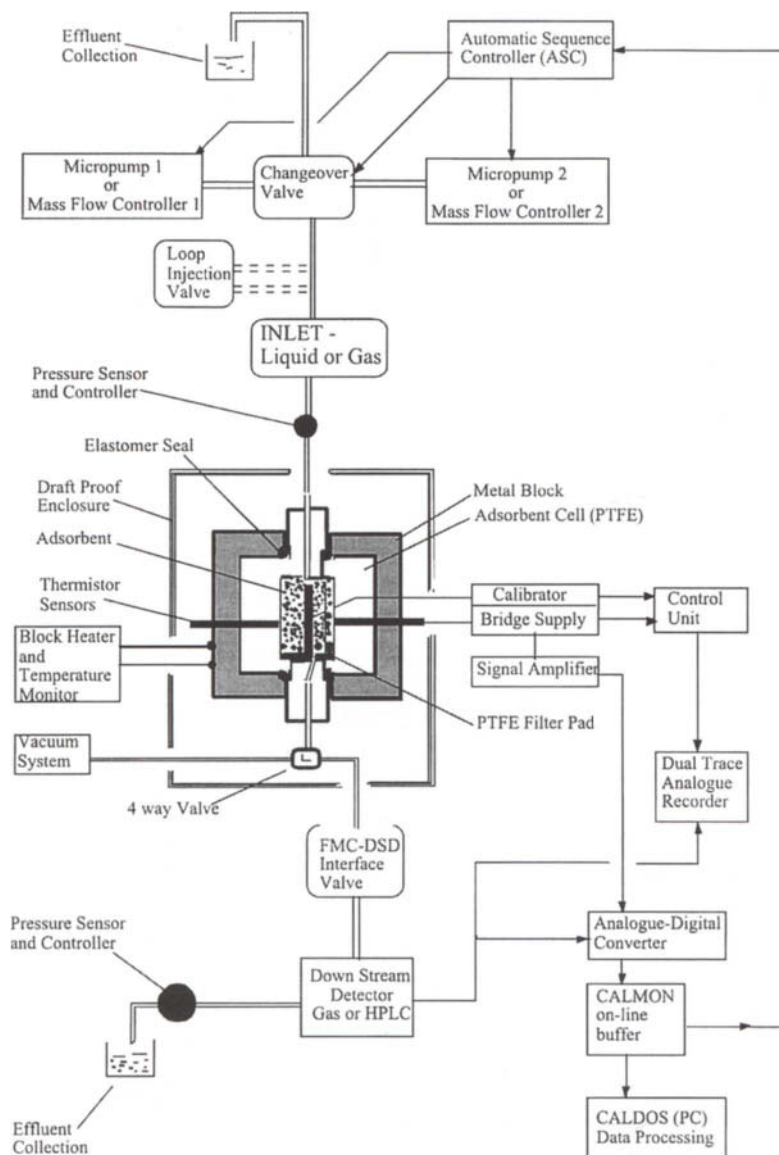 Effluent
Collection
Automatic Sequence
Controller (ASC)
Micropump 1
or
Mass Flow Controller 1
Changeover
Valve
Micropump 2
or
Mass Flow Controller 2
Loop
Injection
Valve
INLET -
Liquid or Gas
Pressure Sensor
and Controller
Elastomer Seal
Draft Proof
Enclosure
Metal Block
Adsorbent Cell (PTFE)
Adsorbent
Thermistor
Sensors
Calibrator
Bridge Supply
Control
Unit
Block Heater
and
Temperature
Monitor
Signal Amplifier
PTFE Filter Pad
Vacuum
System
4 way Valve
Dual Trace
Analogue
Recorder
FMC-DSD
Interface
Valve
Pressure Sensor
and Controller
Analogue-Digital
Converter
Down Stream
Detector
Gas or HPLC
CALMON
on-line
buffer
Effluent
Collection
CALDOS (PC)
Data Processing